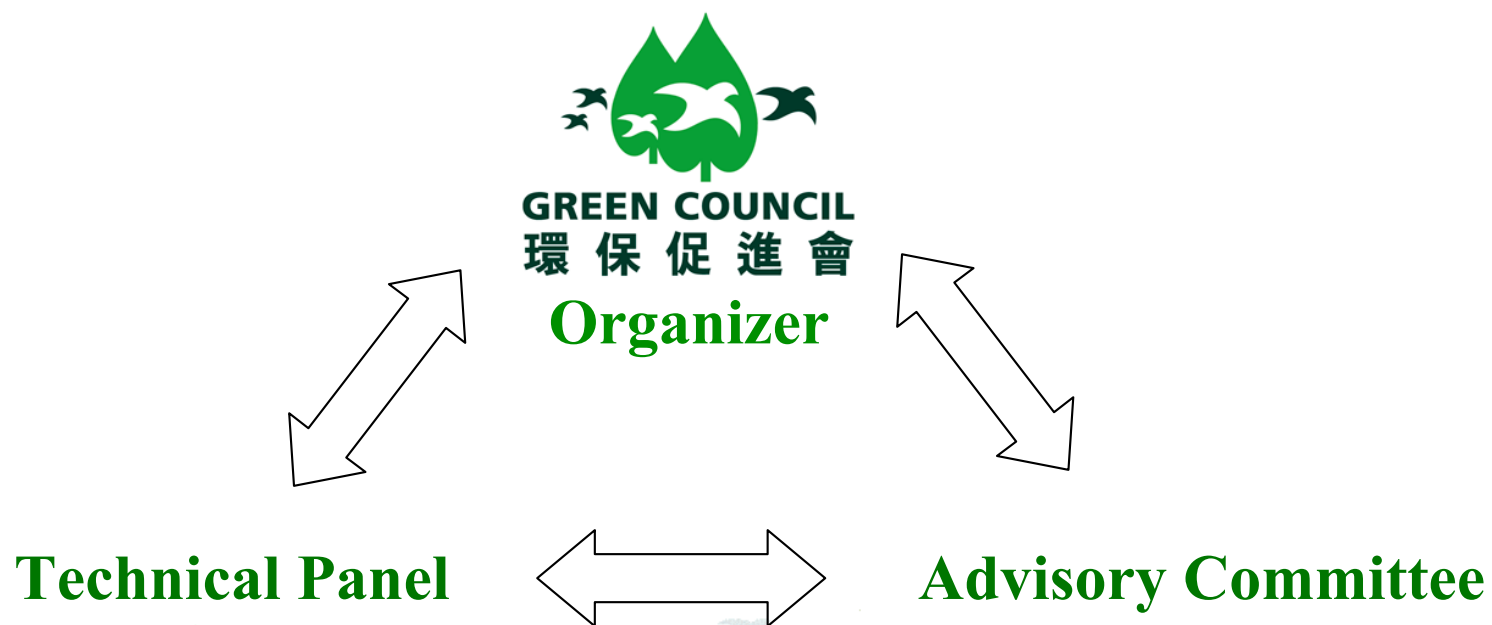 GREEN COUNCIL
環保促進會
Organizer
Technical Panel
Advisory Committee